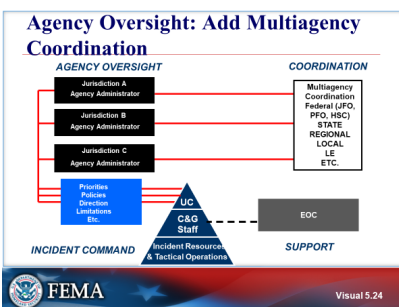 Agency Oversight: Add Multiagency
Coordination
AGENCY OVERSIGHT
COORDINATION
Jurisdiction A
Agency Administrator
Jurisdiction B
Agency Administrator
Jurisdiction C
Agency Administrator
Multiagency
Coordination
Federal (JFO,
PFO, HSC)
STATE
REGIONAL
LOCAL
LE
ETC.
Priorities
Policies
Direction
Limitations
Etc.
UC
C&G
Staff
Incident Resources
& Tactical Operations
EOC
INCIDENT COMMAND
SUPPORT
FEMA
Visual 5.24